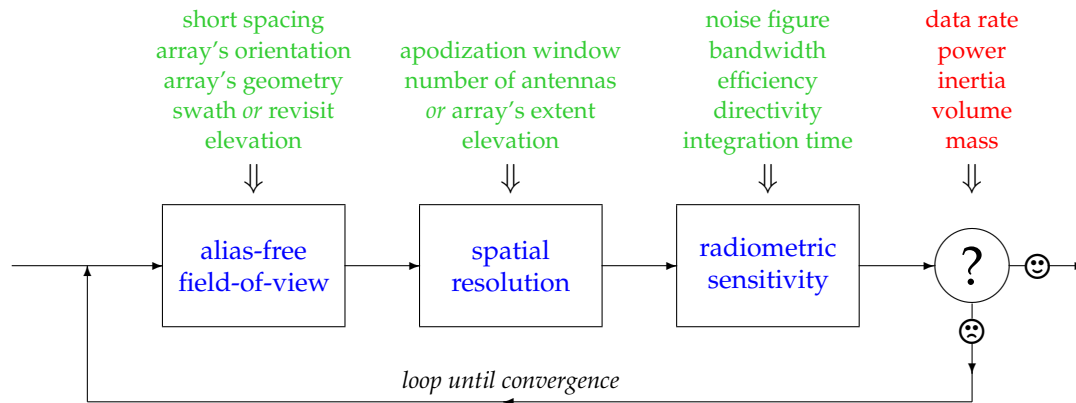 short spacing
array's orientation
array's geometry
swath or revisit
elevation
apodization window
number of antennas
or array's extent
elevation
noise figure
bandwidth
efficiency
directivity
integration time
data rate
power
inertia
volume
mass
alias-free
field-of-view
spatial
resolution
radiometric
sensitivity
?
loop until convergence